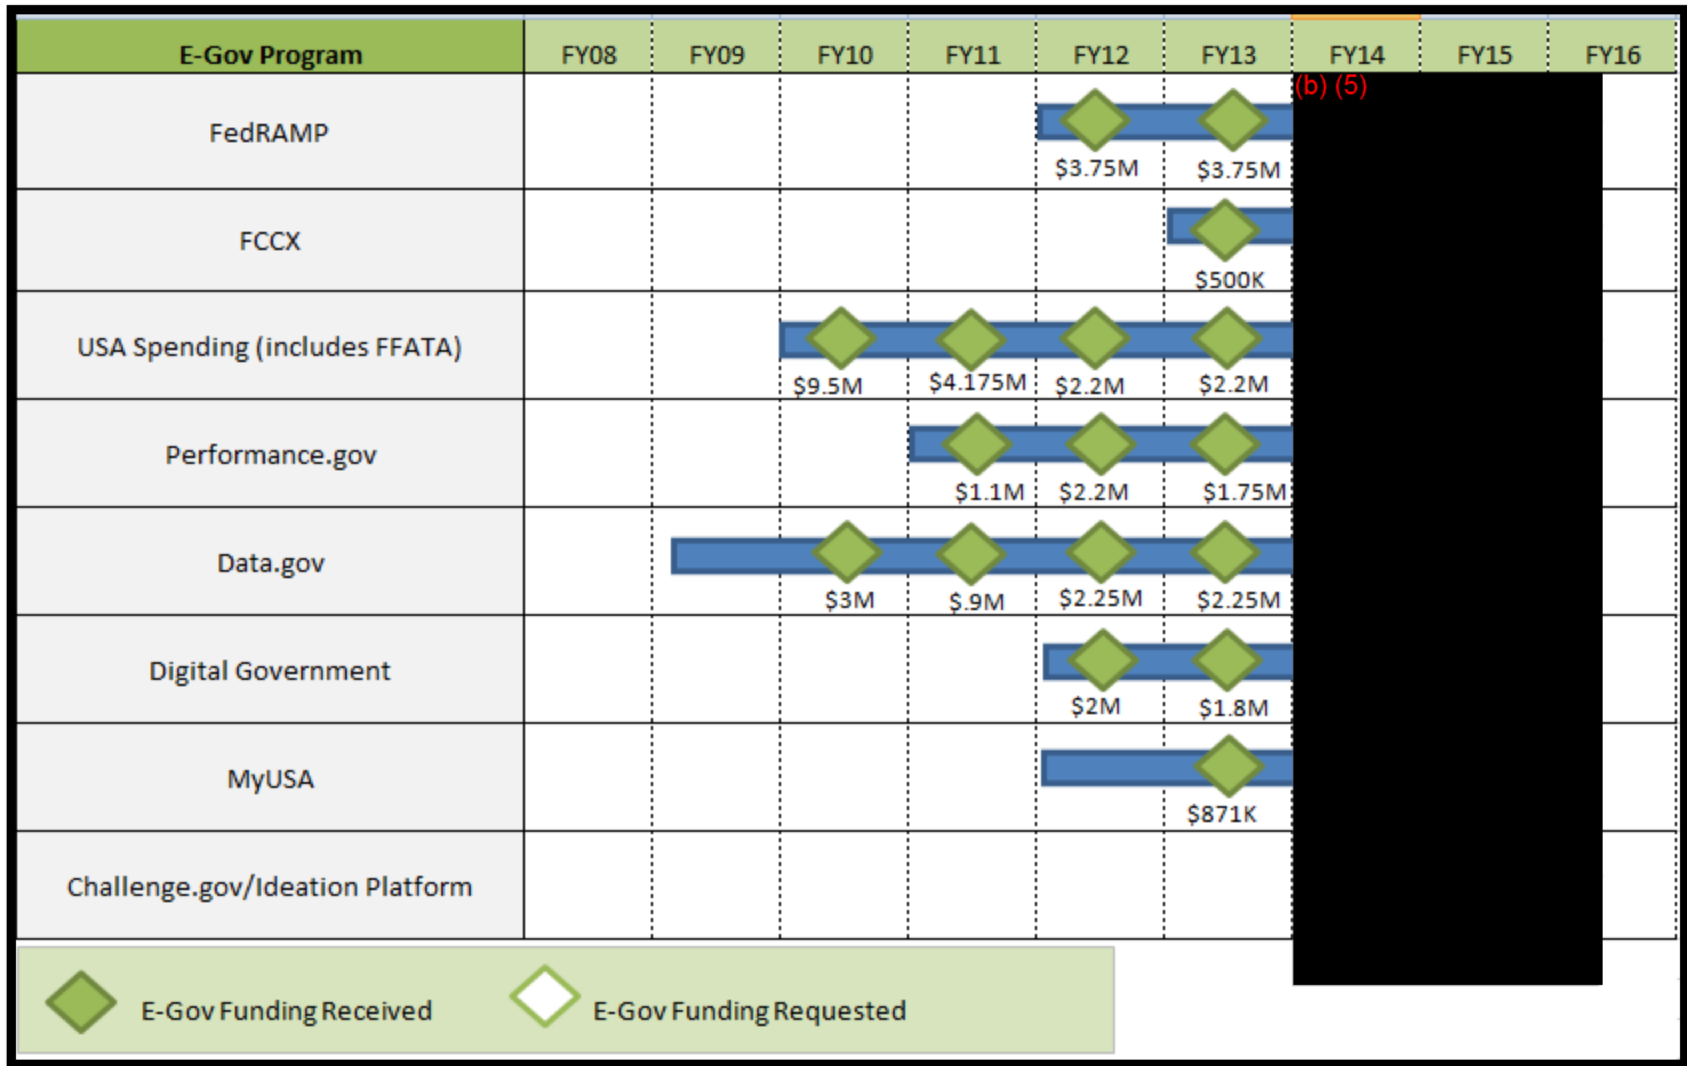 E-Gov Program FY08 FY09 FY10 FY11 FY12 FY13 FY14 FY15 FY16
(b) (5)
FedRAMP
$3.75M $3.75M
FCCX
$500K
USA Spending (includes FFATA)
$9.5M $4.175M $2.2M $2.2M
Performance.gov
$1.1M $2.2M $1.75M
Data.gov
$3M $.9M $2.25M $2.25M
Digital Government
$2M $1.8M
MyUSA
$871K
Challenge.gov/Ideation Platform
E-Gov Funding Received E-Gov Funding Requested